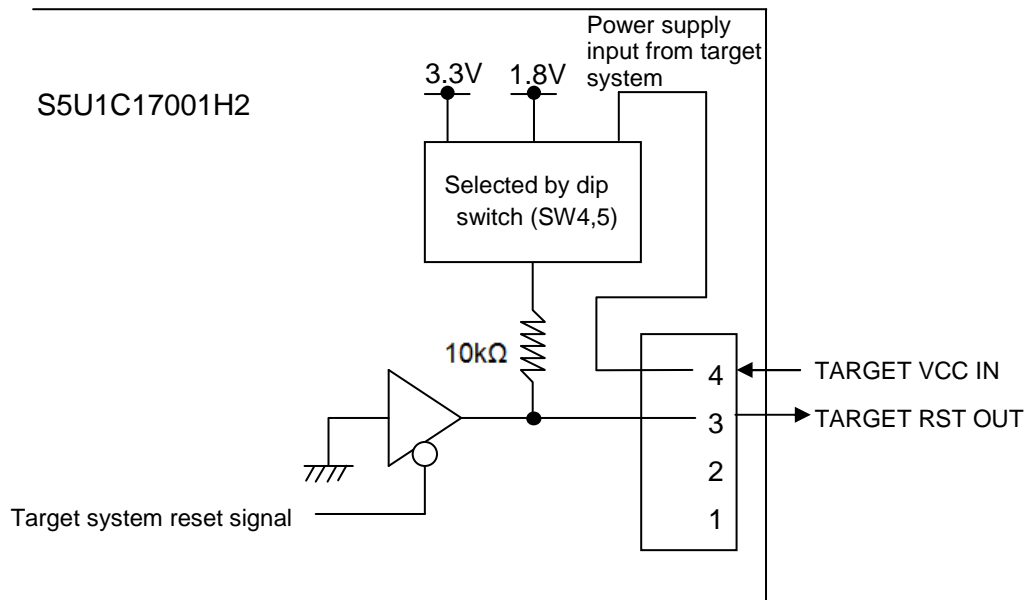 Power supply
input from target
system
3.3V
1.8V
S5U1C17001H2
Selected by dip
switch (SW4,5)
10kΩ
4
TARGET VCC IN
3
TARGET RST OUT
2
Target system reset signal
1